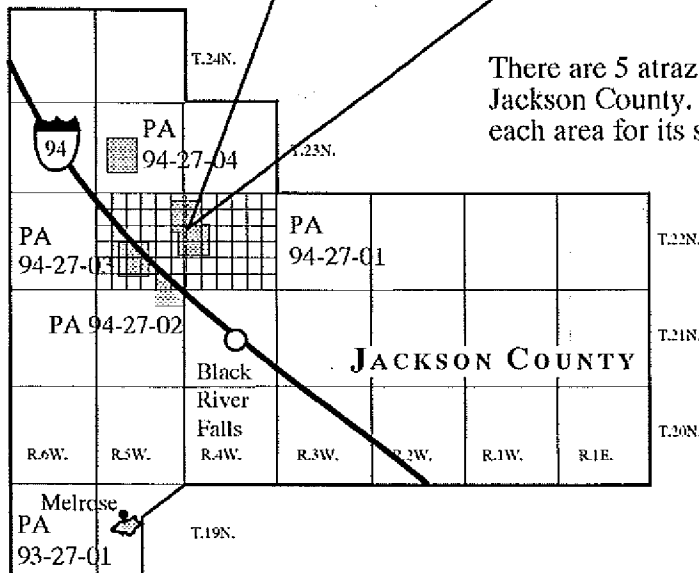 There are 5 atraz
Jackson County.
each area for its s
T.24N.
94
PA
94-27-04
T.23N.
PA
94-27-03
PA
94-27-01
T.22N.
PA 94-27-02
T.21N.
JACKSON COUNTY
Black
River
Falls
T.20N.
R.6W. R.5W. R.4W. R.3W. R.2W. R.1W. R.1E.
Melrose
PA
93-27-01
T.19N.